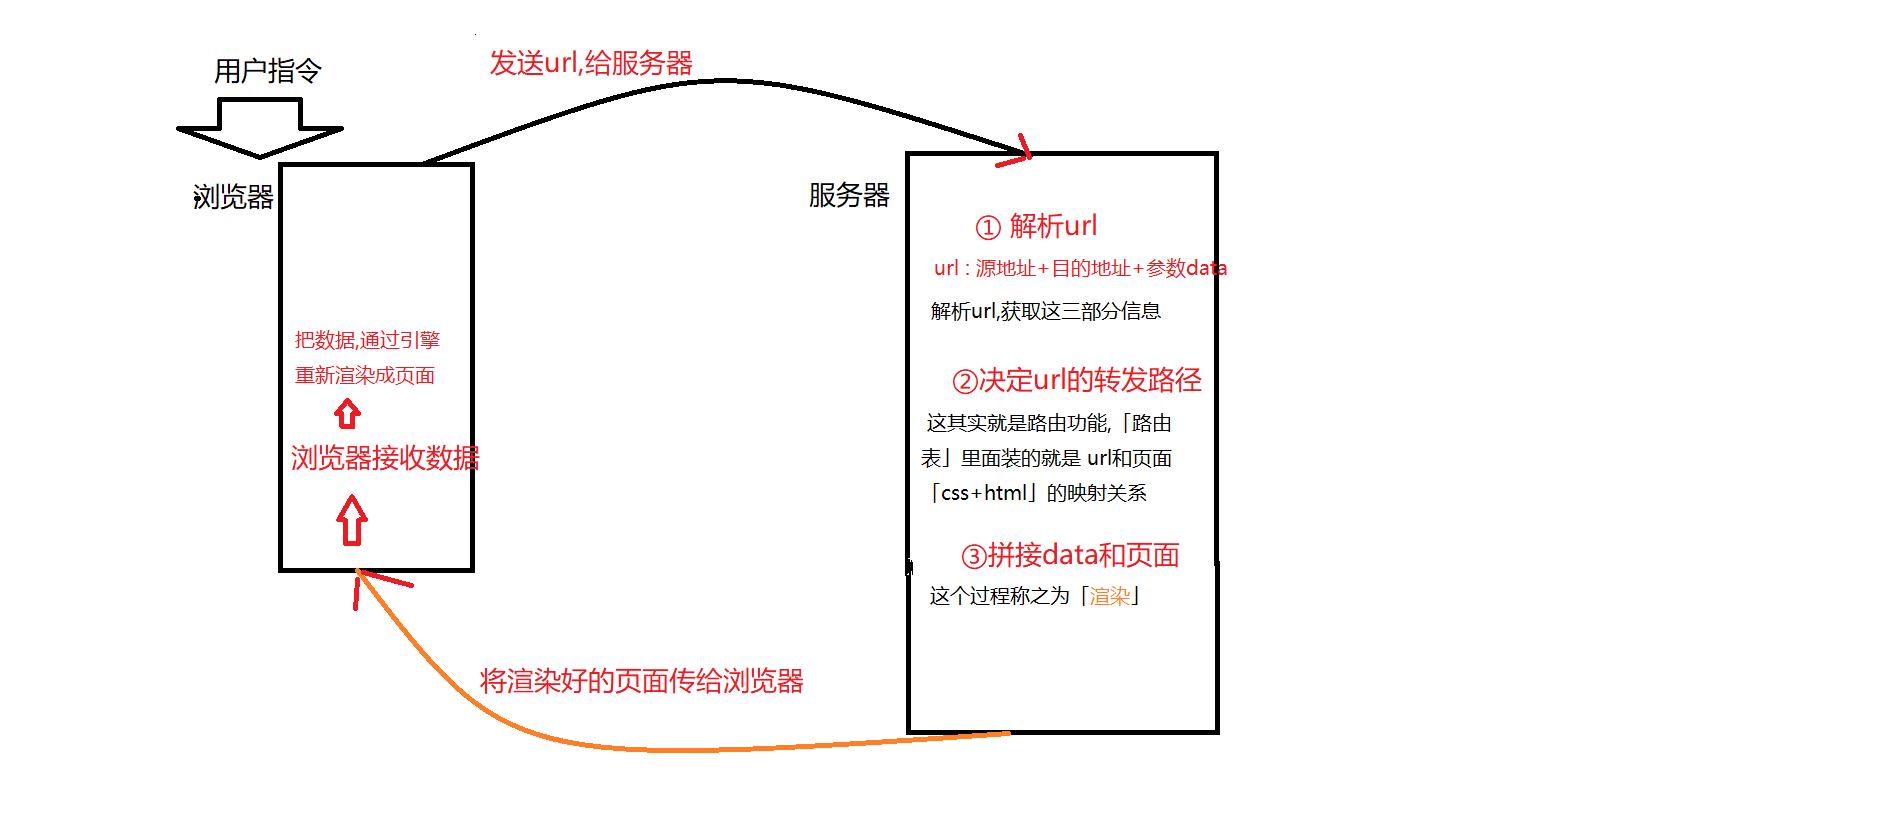 用户指令
浏览器
发送url,给服务器
服务器
① 解析url
url : 源地址+目的地址+参数data
解析url,获取这三部分信息
②决定url的转发路径
这其实就是路由功能,「路由
表」里面装的就是 url和页面
「css+html」的映射关系
③拼接data和页面
这个过程称之为「渲染」
将渲染好的页面传给浏览器
浏览器接收数据
把数据,通过引擎
重新渲染成页面